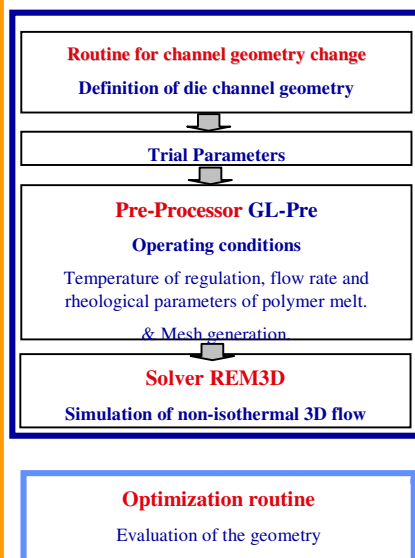 Routine for channel geometry change
Definition of die channel geometry
Trial Parameters
Pre-Processor GL-Pre
Operating conditions
Temperature of regulation, flow rate and
rheological parameters of polymer melt.
& Mesh generation.
Solver REM3D
Simulation of non-isothermal 3D flow
Optimization routine
Evaluation of the geometry